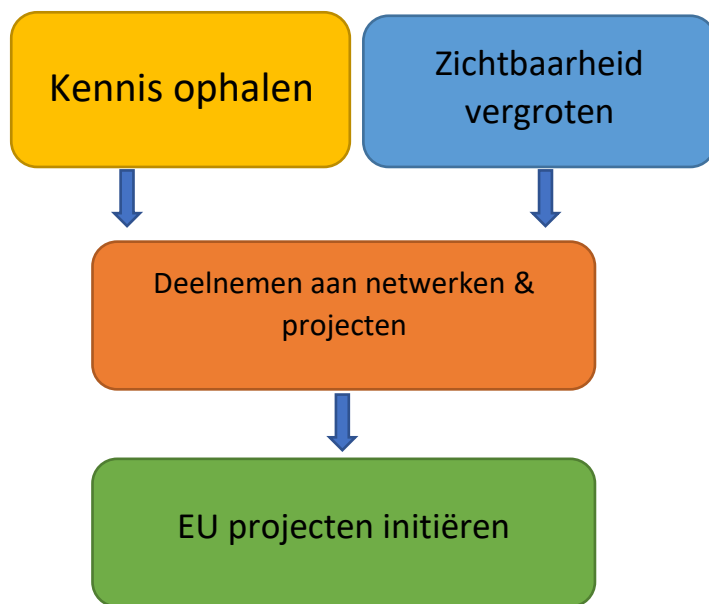 Kennis ophalen
Zichtbaarheid
vergroten
Deelnemen aan netwerken &
projecten
EU projecten initiëren